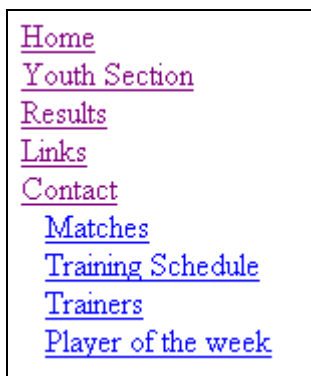 Home
Youth Section
Results
Links
Contact
Matches
Training Schedule
Trainers
Player of the week